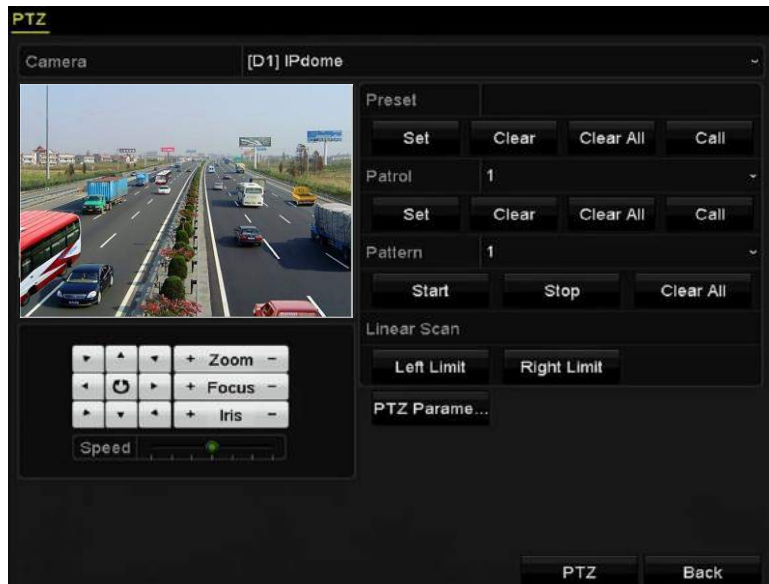 PTZ
Camera [D1] IPdome
Preset
Set Clear Clear All Call
Patrol 1
Set Clear Clear All Call
Pattern 1
Start Stop Clear All
Linear Scan
Left Limit Right Limit
PTZ Parame...
+ Zoom -
+ Focus -
+ Iris -
Speed
PTZ Back